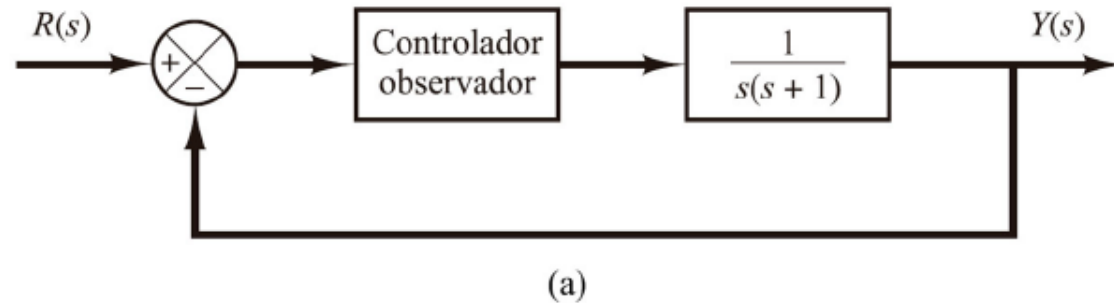 R(s)
+
−
Controlador
observador
1
s(s + 1)
Y(s)
(a)